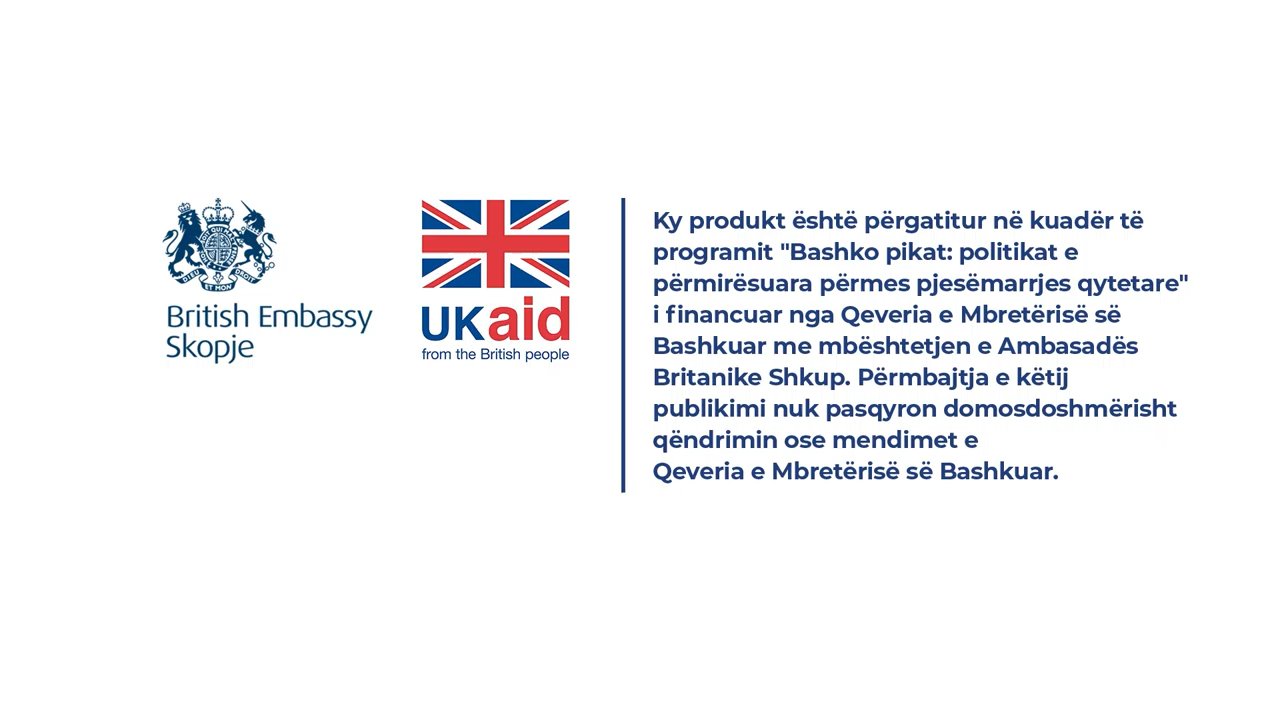 British Embassy
Skopje
UKaid
from the British people
Ky produkt është përgatitur në kuadër të
programit "Bashko pikat: politikat e
përmirësuara përmes pjesëmarrjes qytetare"
i financuar nga Qeveria e Mbretërisë së
Bashkuar me mbështetjen e Ambasadës
Britanike Shkup. Përmbajtja e këtij
publikimi nuk pasqyron domosdoshmërisht
qëndrimin ose mendimet e
Qeveria e Mbretërisë së Bashkuar.